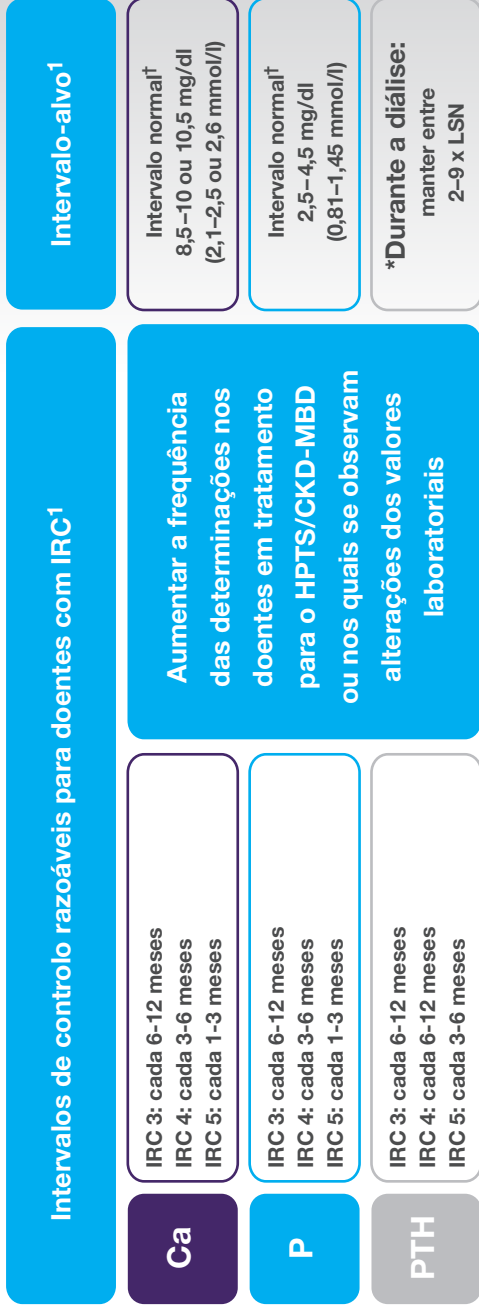 Intervalos de controlo razoáveis para doentes com IRC1
Intervalo-alvo1
Ca
IRC 3: cada 6-12 meses
IRC 4: cada 3-6 meses
IRC 5: cada 1-3 meses
P
IRC 3: cada 6-12 meses
IRC 4: cada 3-6 meses
IRC 5: cada 1-3 meses
PTH
IRC 3: cada 6-12 meses
IRC 4: cada 6-12 meses
IRC 5: cada 3-6 meses
Aumentar a frequência
das determinações nos
doentes em tratamento
para o HPTS/CKD-MBD
ou nos quais se observam
alterações dos valores
laboratoriais
Intervalo normal†
8,5–10 ou 10,5 mg/dl
(2,1–2,5 ou 2,6 mmol/l)
Intervalo normal†
2,5–4,5 mg/dl
(0,81–1,45 mmol/l)
*Durante a diálise:
manter entre
2–9 x LSN